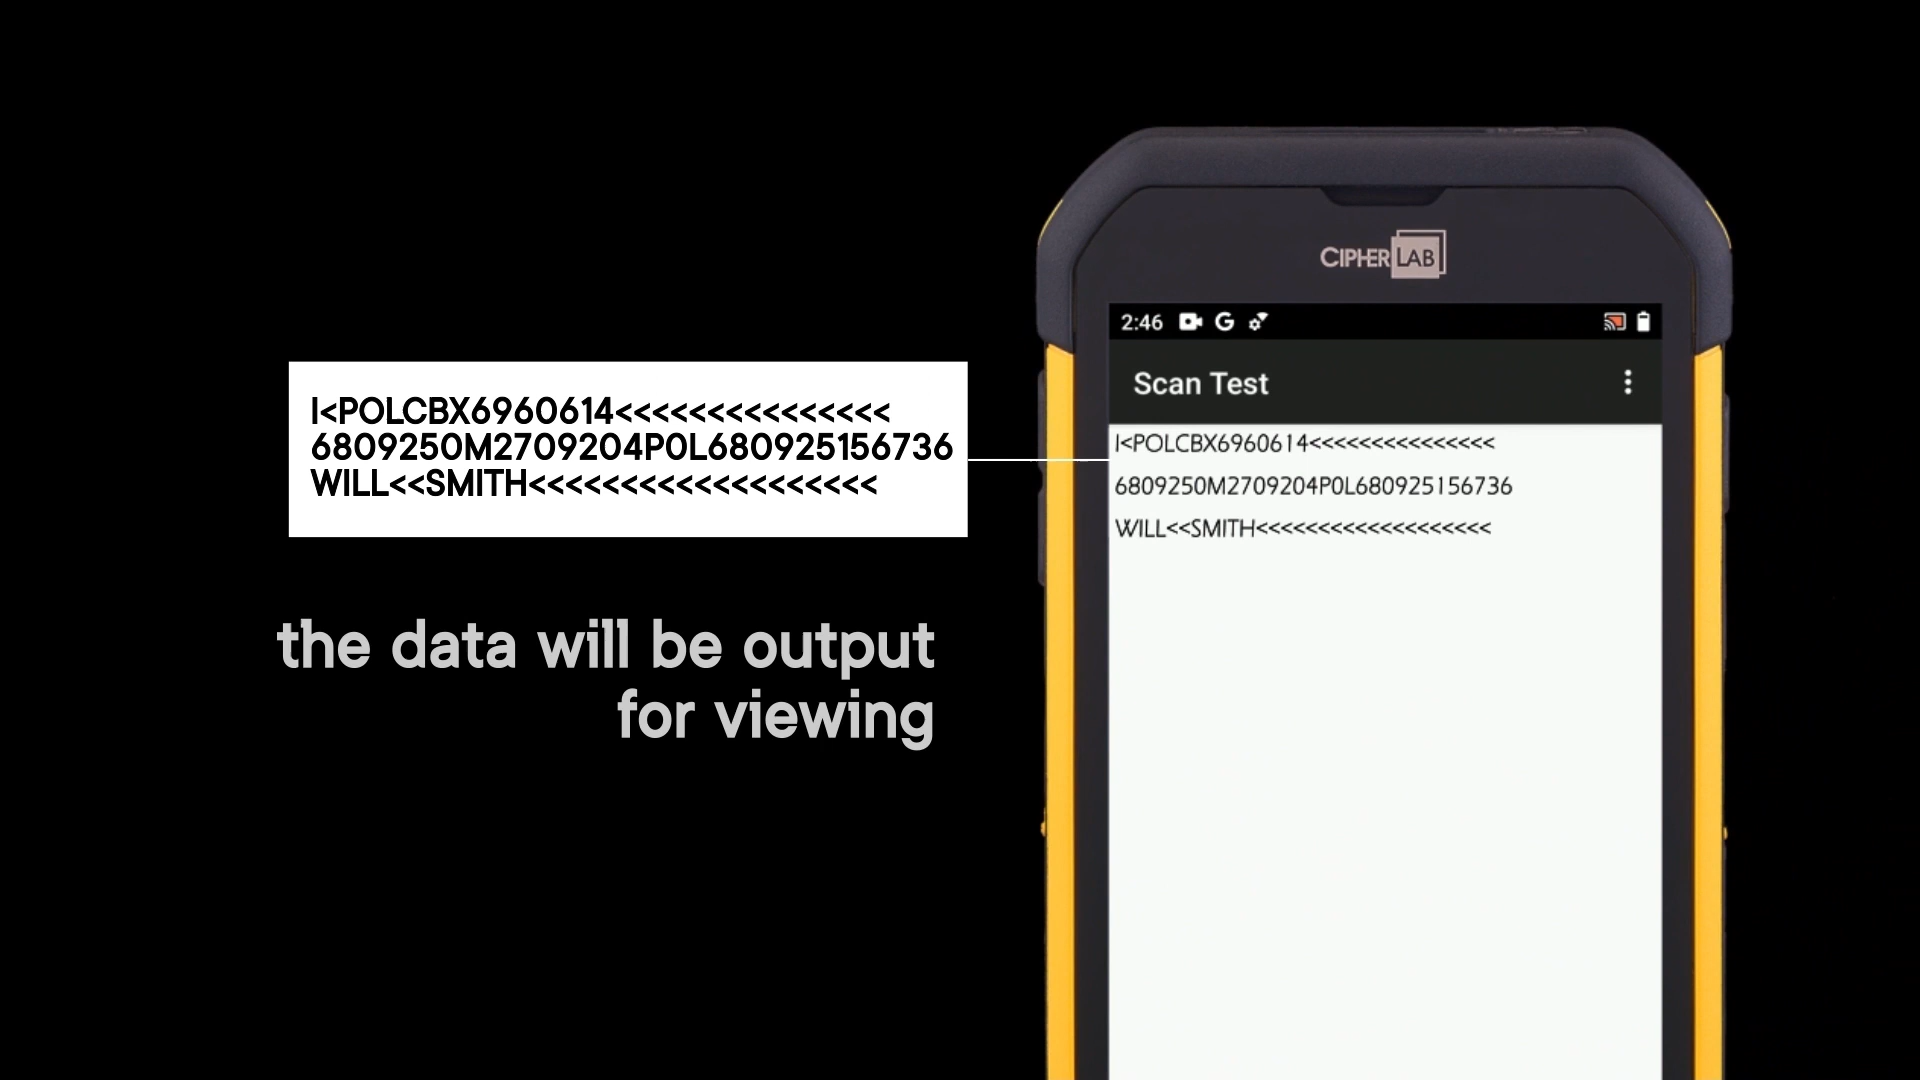 I<POLCBX6960614<<<<<<<<<<<<<<<
6809250M2709204P0L680925156736
WILL<<SMITH<<<<<<<<<<<<<<<<<<<
the data will be output
for viewing
CIPHERLAB
2:46
Scan Test
I<POLCBX6960614<<<<<<<<<<<<<<<
6809250M2709204P0L680925156736
WILL<<SMITH<<<<<<<<<<<<<<<<<<<